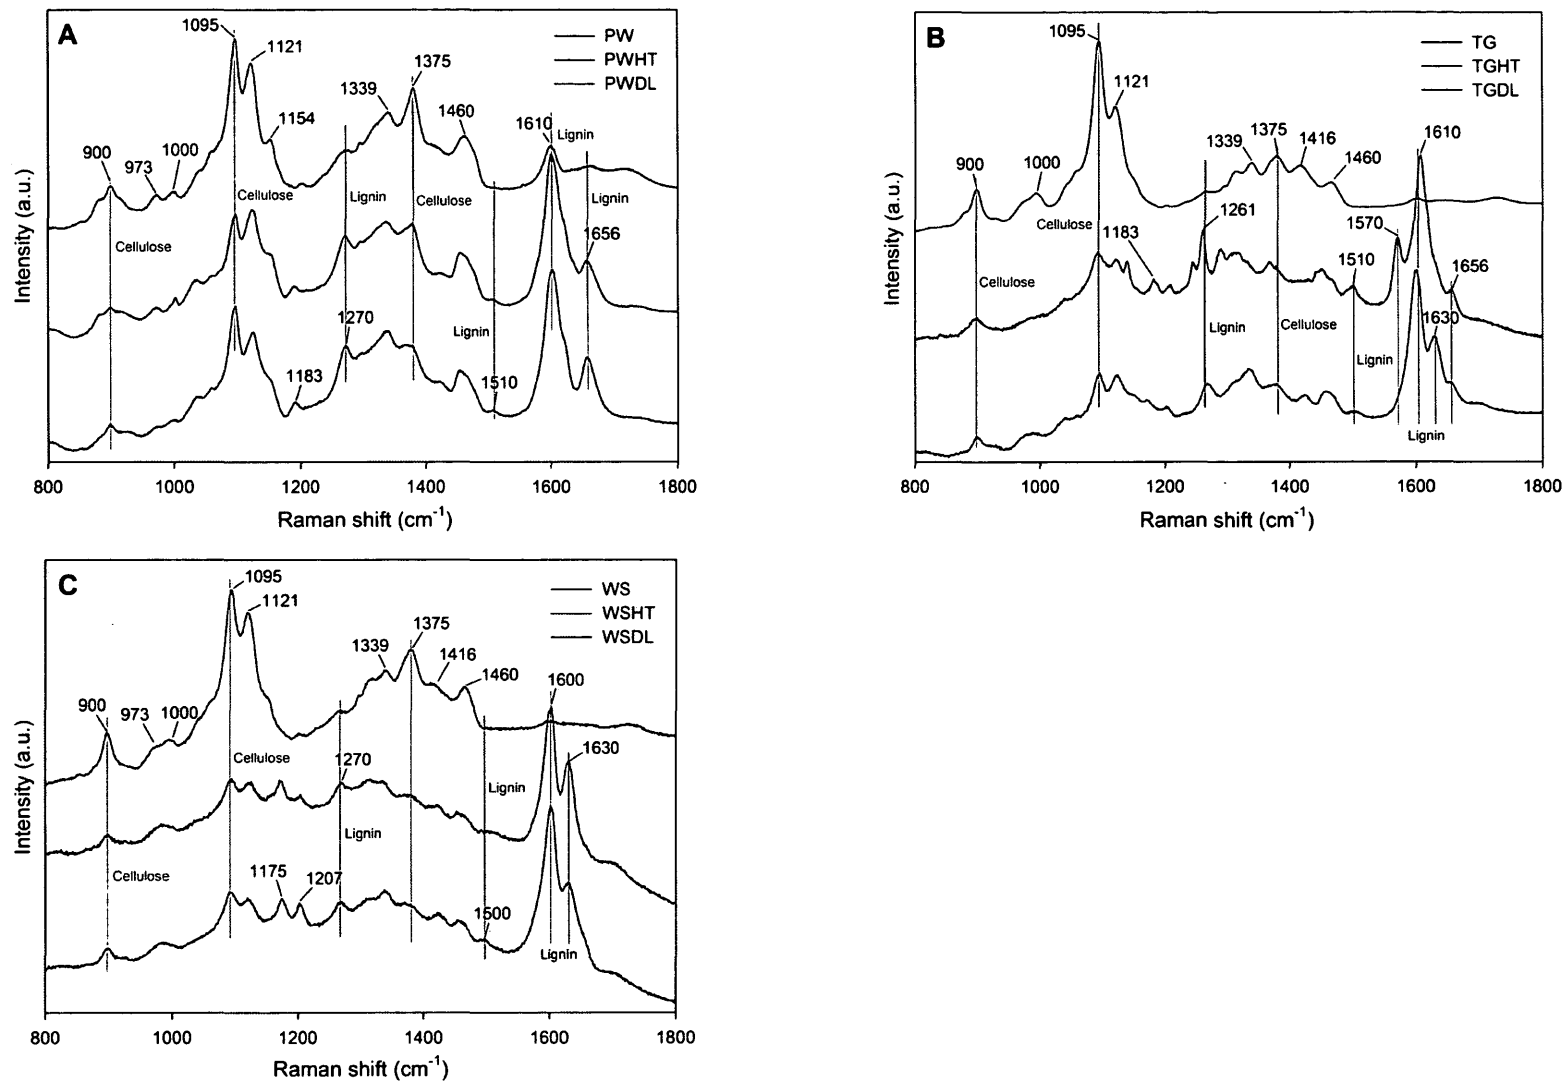 A
1095
1121
1154
900
973
1000
1339
1375
1460
1610
Lignin
PW
PWHT
PWDL
Cellulose
Lignin
Cellulose
Lignin
Cellulose
1656
1270
Lignin
1183
1510
Intensity (a.u.)
800 1000 1200 1400 1600 1800
Raman shift (cm-1)
B
1095
1121
TG
TGHT
TGDL
900
1000
1339
1375
1416
1460
1610
Cellulose
1183
1261
1570
1510
1656
Cellulose
Lignin
Cellulose
1630
Lignin
Lignin
Intensity (a.u.)
800 1000 1200 1400 1600 1800
Raman shift (cm-1)
C
1095
1121
WS
WSHT
WSDL
900
973
1000
1339
1375
1416
1460
1600
1630
Cellulose
1270
Lignin
Lignin
Cellulose
1175
1207
1500
Lignin
Intensity (a.u.)
800 1000 1200 1400 1600 1800
Raman shift (cm-1)